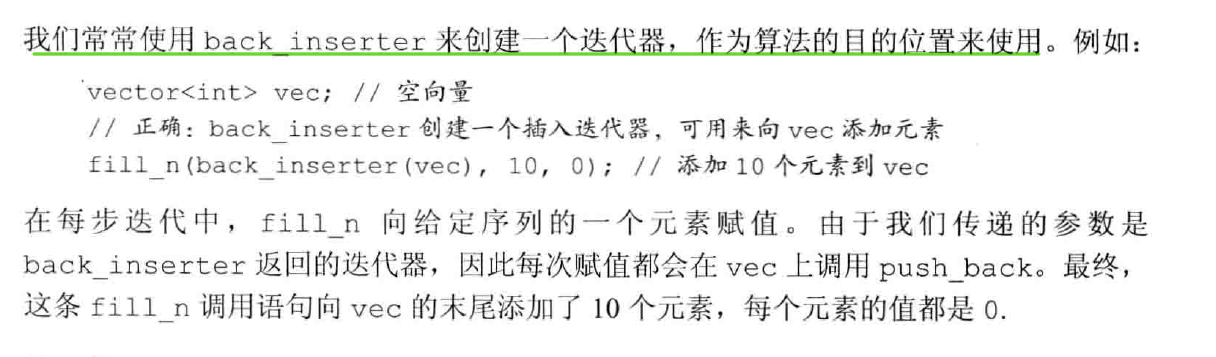 我们常常使用 back_inserter 来创建一个迭代器，作为算法的目的位置来使用。例如：
vector<int> vec; // 空向量
// 正确：back_inserter 创建一个插入迭代器，可用来向 vec 添加元素
fill_n(back_inserter(vec), 10, 0); // 添加 10 个元素到 vec
在每步迭代中，fill_n 向给定序列的一个元素赋值。由于我们传递的参数是
back_inserter 返回的迭代器，因此每次赋值都会在 vec 上调用 push_back。最终，
这条 fill_n 调用语句向 vec 的末尾添加了 10 个元素，每个元素的值都是 0.